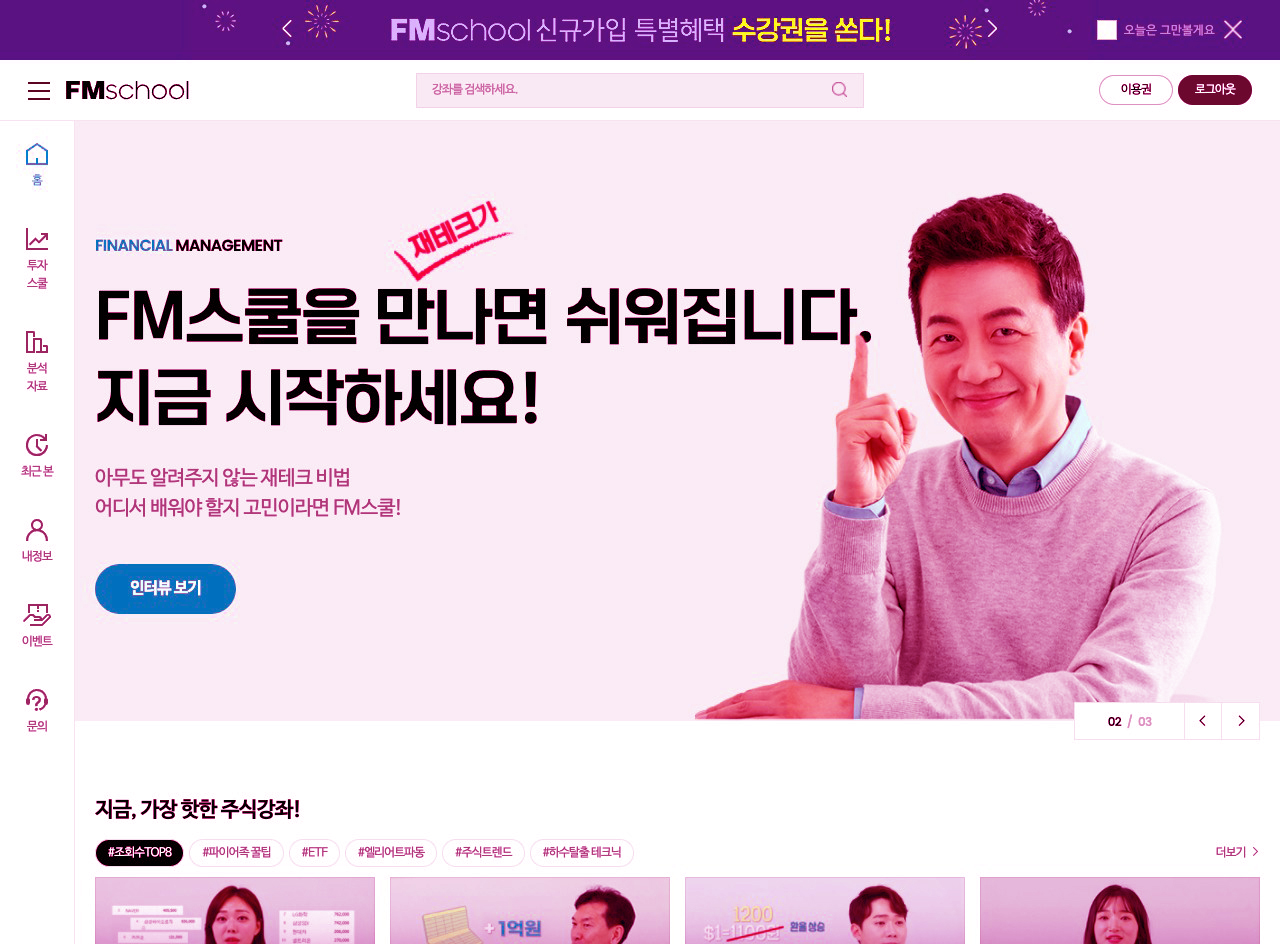 FMschool 신규가입 특별혜택 수강권을 쏜다!
오늘은 그만볼게요
FMschool
강좌를 검색하세요.
이용권
로그아웃
홈
투자
스쿨
분석
자료
최근 본
내정보
이벤트
문의
FINANCIAL MANAGEMENT
재테크가
FM스쿨을 만나면 쉬워집니다.
지금 시작하세요!
아무도 알려주지 않는 재테크 비법
어디서 배워야 할지 고민이라면 FM스쿨!
인터뷰 보기
02 / 03
지금, 가장 핫한 주식강좌!
#조회수TOP8 #파이어족 꿀팁 #ETF #엘리어트파동 #주식트렌드 #하수탈출 테크닉
더보기
+ 1억원
1200
$1=1100원
환율 상승